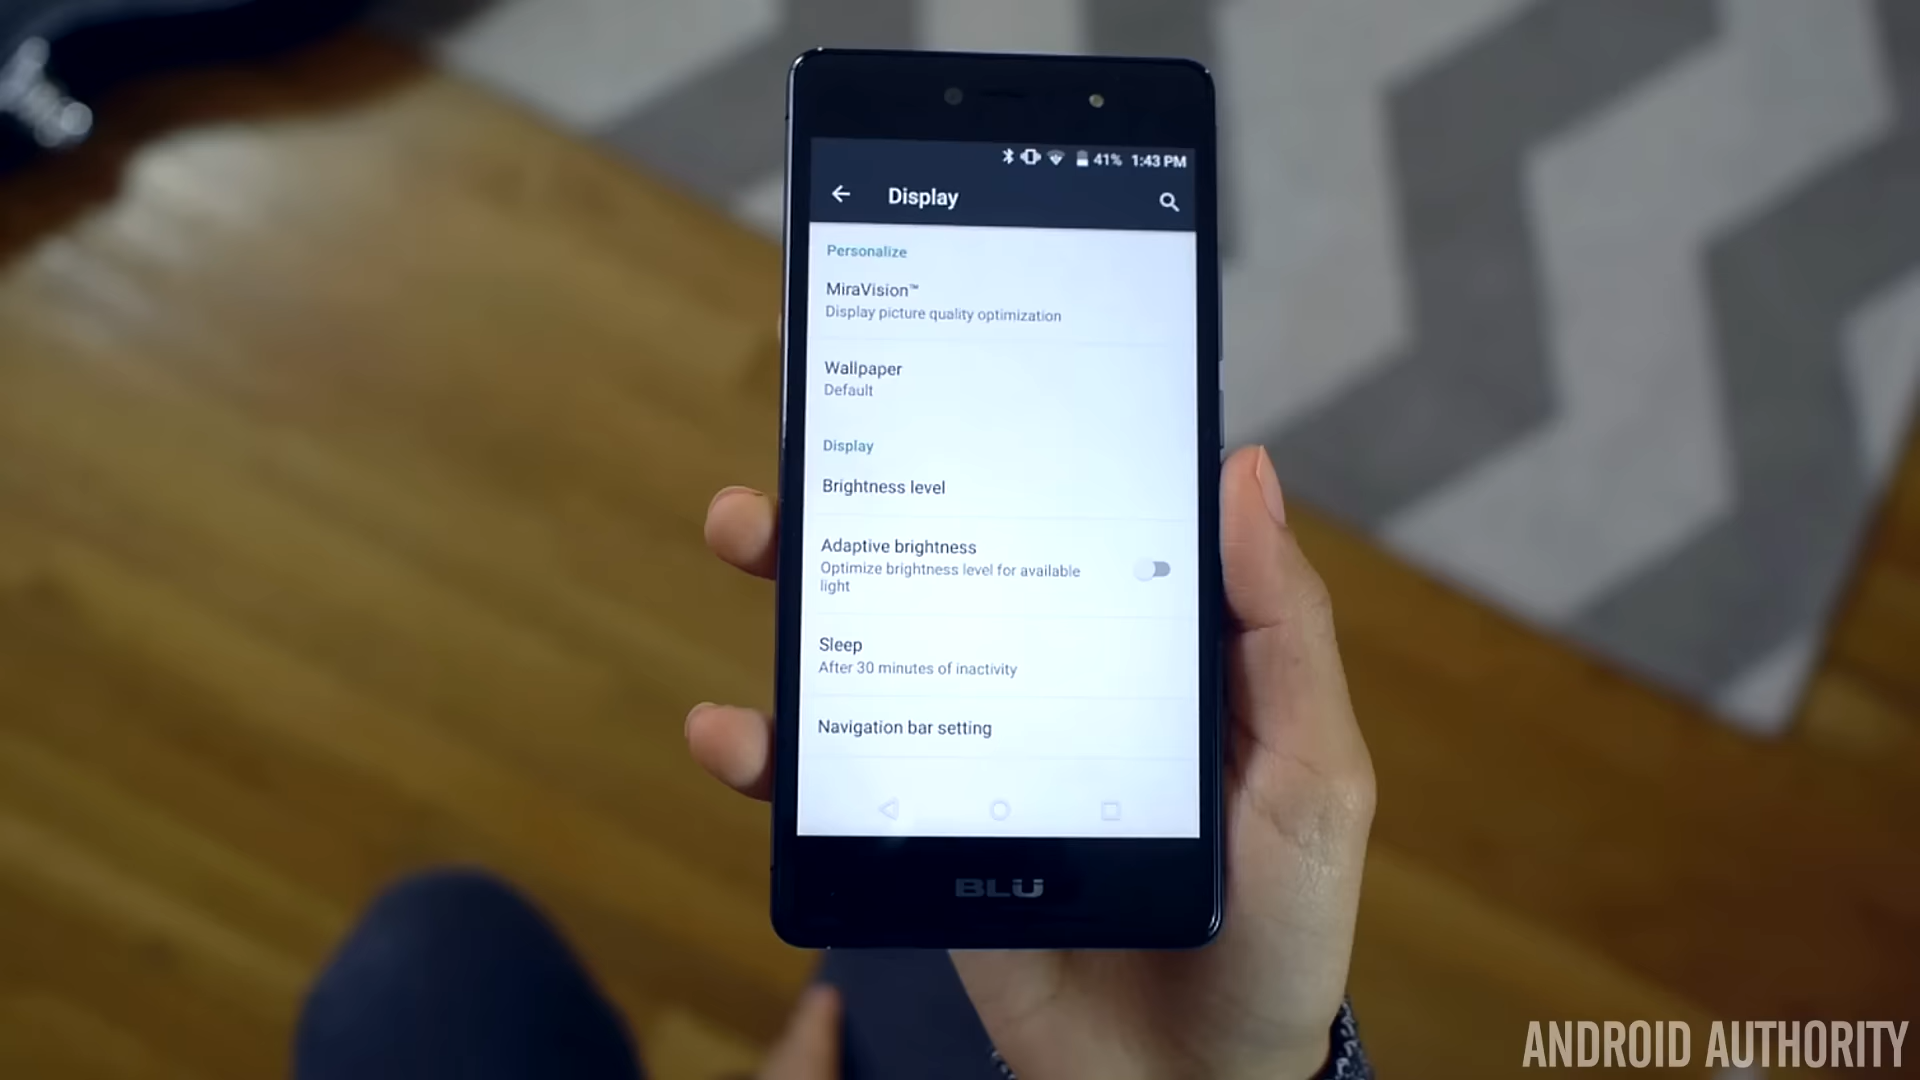 41% 1:43 PM
Display
Personalize
MiraVision™
Display picture quality optimization
Wallpaper
Default
Display
Brightness level
Adaptive brightness
Optimize brightness level for available
light
Sleep
After 30 minutes of inactivity
Navigation bar setting
BLU
ANDROID AUTHORITY